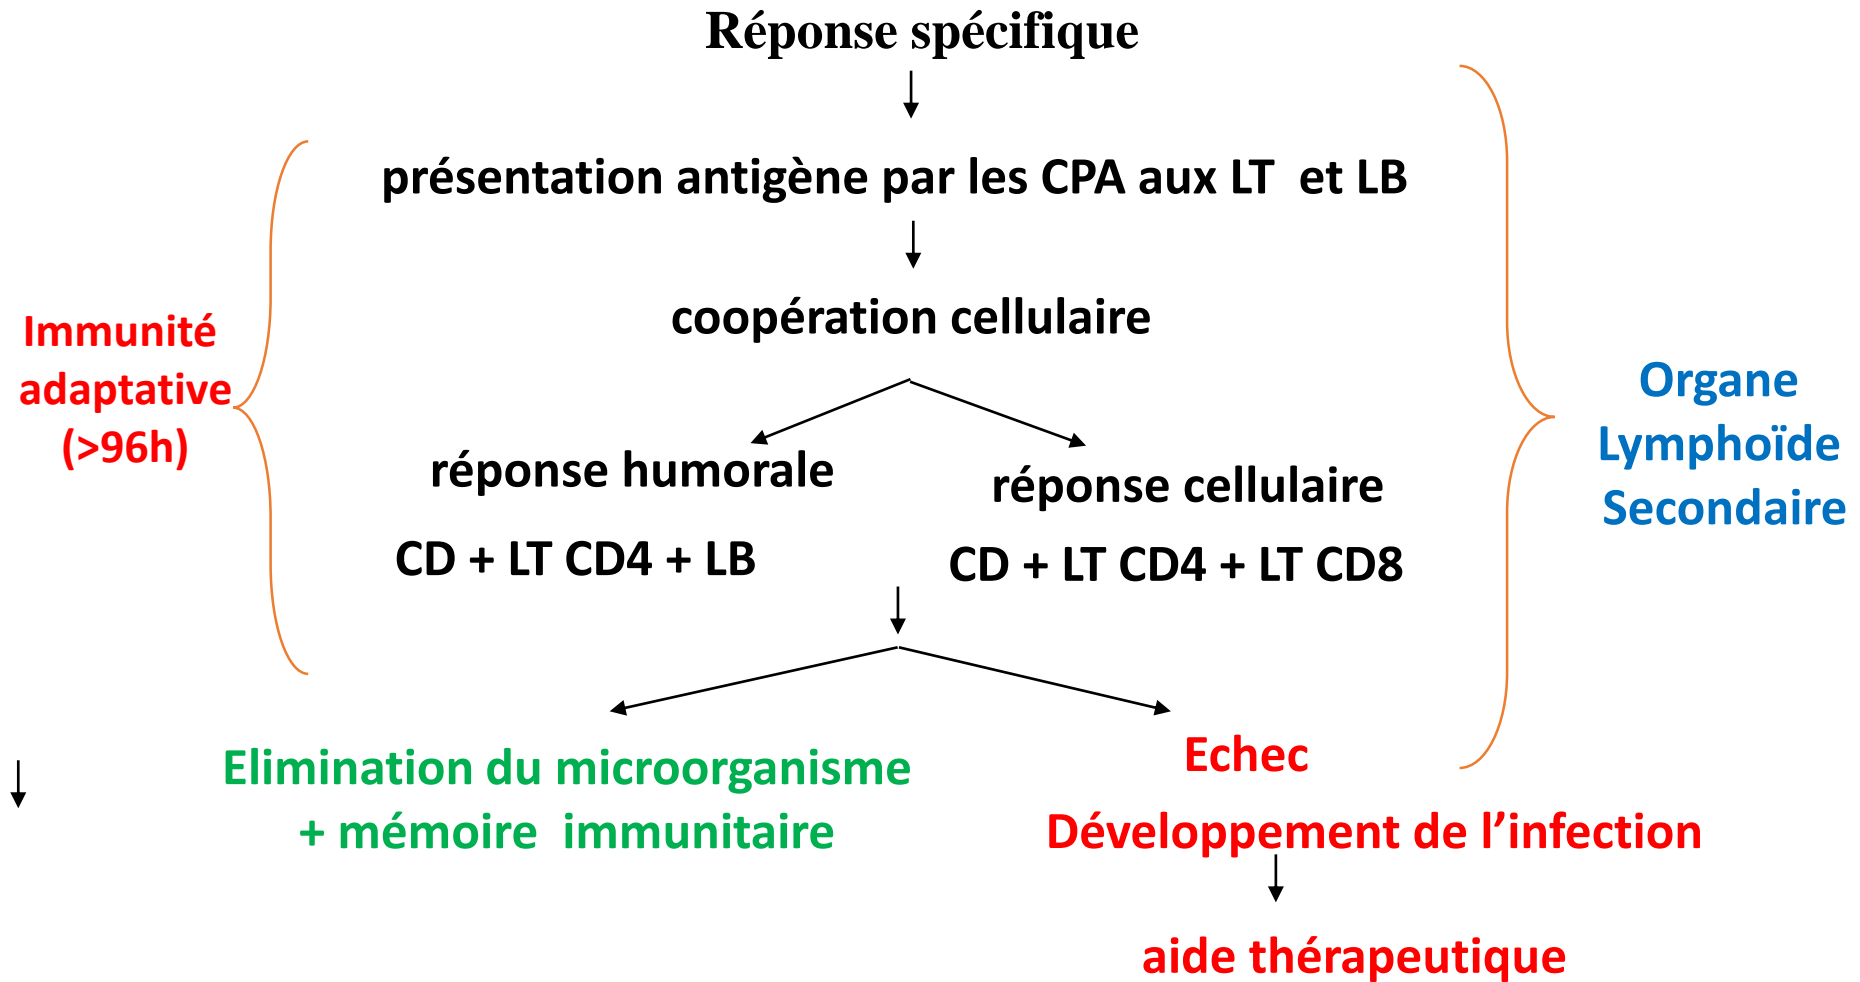 Réponse spécifique
présentation antigène par les CPA aux LT et LB
coopération cellulaire
Immunité
adaptative
(>96h)
Organe
Lymphoïde
Secondaire
réponse humorale
réponse cellulaire
CD + LT CD4 + LB
CD + LT CD4 + LT CD8
Elimination du microorganisme
+ mémoire immunitaire
Echec
Développement de l’infection
aide thérapeutique